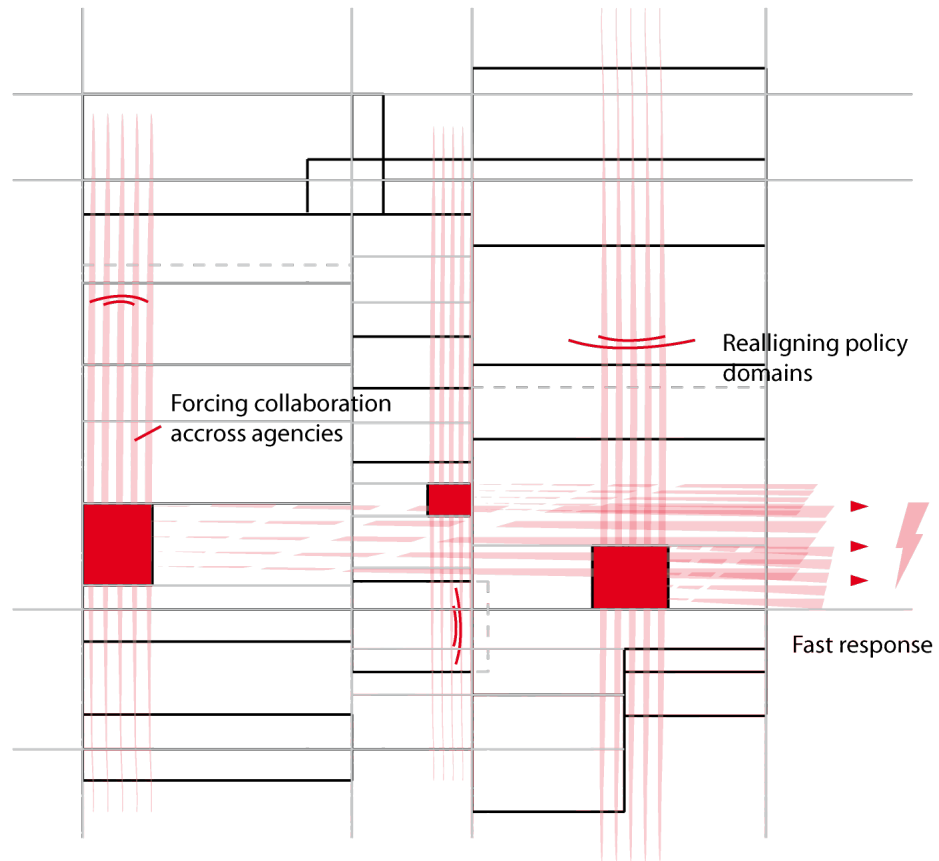 Realligning policy
domains
Forcing collaboration
accross agencies
Fast response